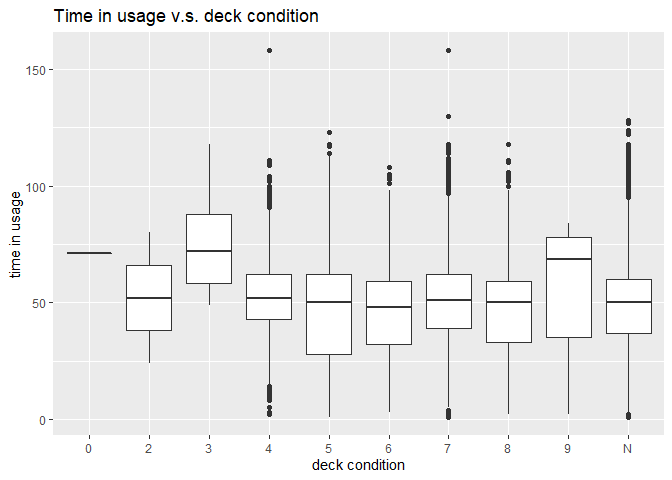 Time in usage v.s. deck condition
150
100
50
0
time in usage
0 2 3 4 5 6 7 8 9 N
deck condition